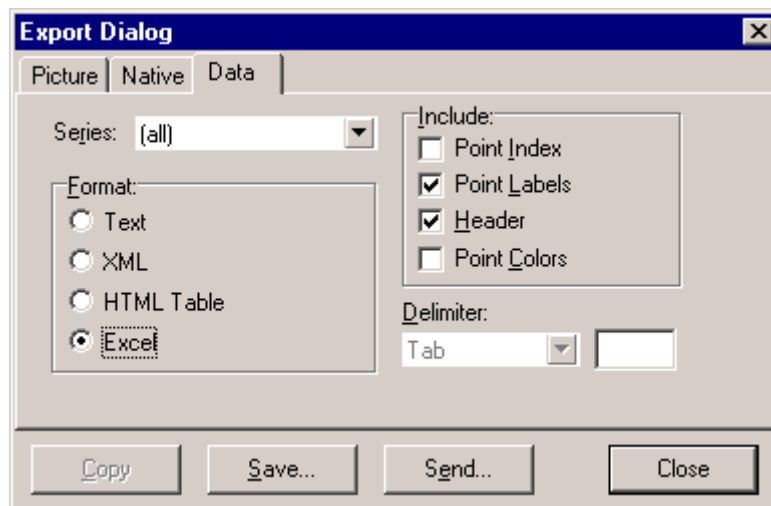 Export Dialog
Picture Native Data
Series: (all)
Format:
Text
XML
HTML Table
Excel
Include:
Point Index
Point Labels
Header
Point Colors
Delimiter:
Tab
Copy Save... Send... Close